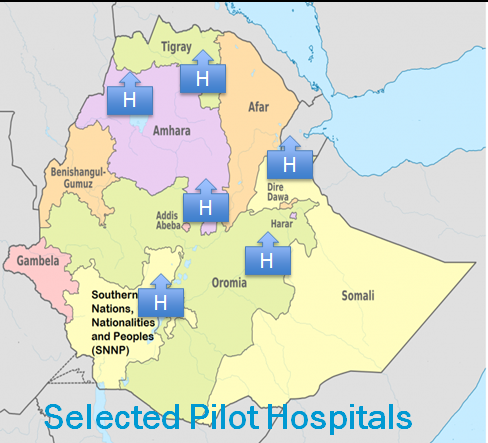 Tigray
H
H
Afar
Amhara
H
Benishangul-
Gumuz
Dire
Dawa
H
Addis
Abeba
Harar
Gambela
H
Oromia
Somali
H
Southern
Nations,
Nationalities
and Peoples
(SNNP)
Selected Pilot Hospitals